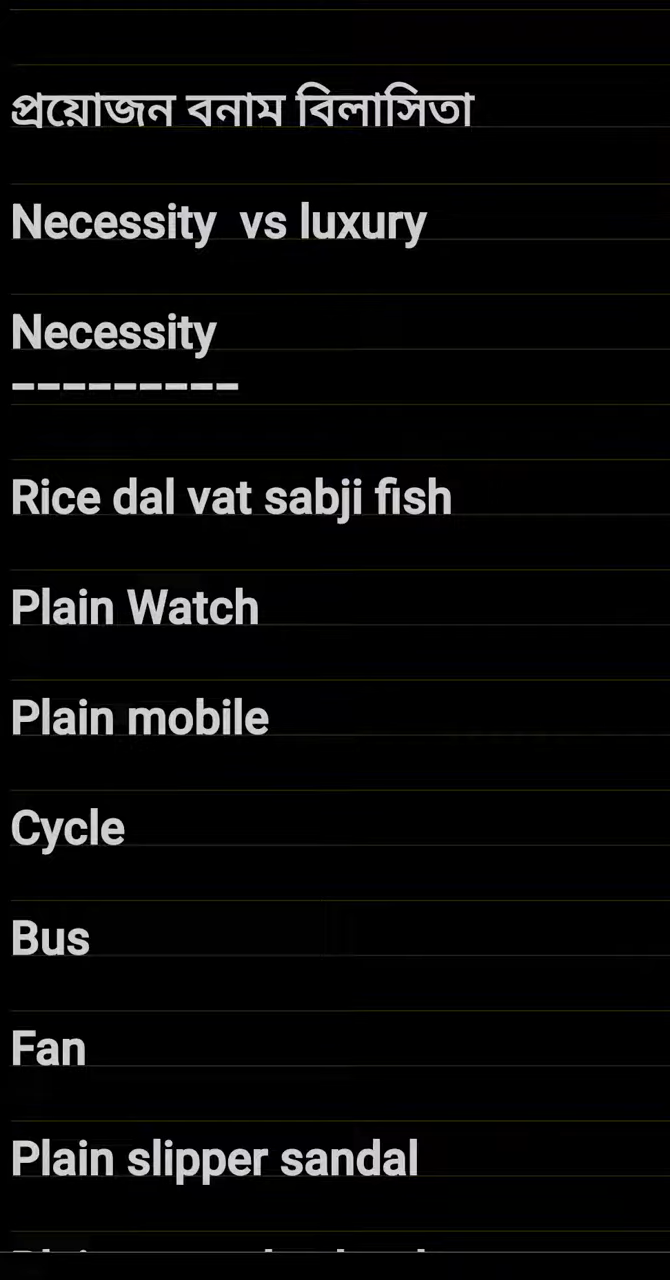 প্রয়োজন বনাম বিলাসিতা
Necessity  vs luxury
Necessity
_________
Rice dal vat sabji fish
Plain Watch
Plain mobile
Cycle
Bus
Fan
Plain slipper sandal